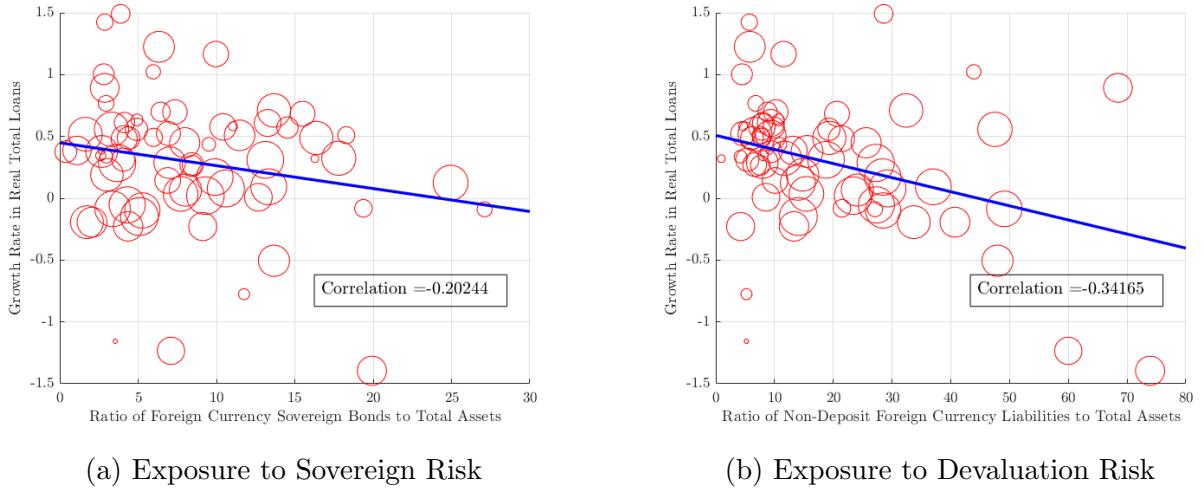 1.5
1
0.5
0
-0.5
-1
-1.5
Growth Rate in Real Total Loans
Correlation =-0.20244
0 5 10 15 20 25 30
Ratio of Foreign Currency Sovereign Bonds to Total Assets
(a) Exposure to Sovereign Risk
1.5
1
0.5
0
-0.5
-1
-1.5
Growth Rate in Real Total Loans
Correlation =-0.34165
0 10 20 30 40 50 60 70 80
Ratio of Non-Deposit Foreign Currency Liabilities to Total Assets
(b) Exposure to Devaluation Risk